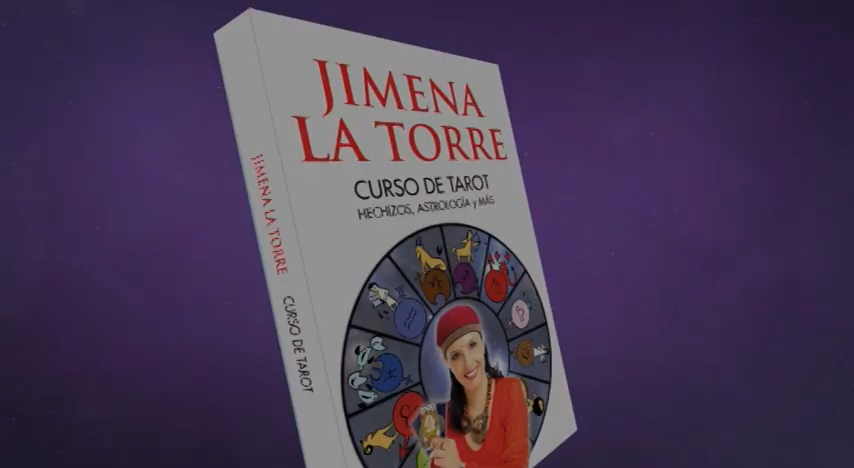 JIMENA
LA TORRE
CURSO DE TAROT
HECHIZOS, ASTROLOGÍA y MÁS
JIMENA LA TORRE
CURSO DE TAROT